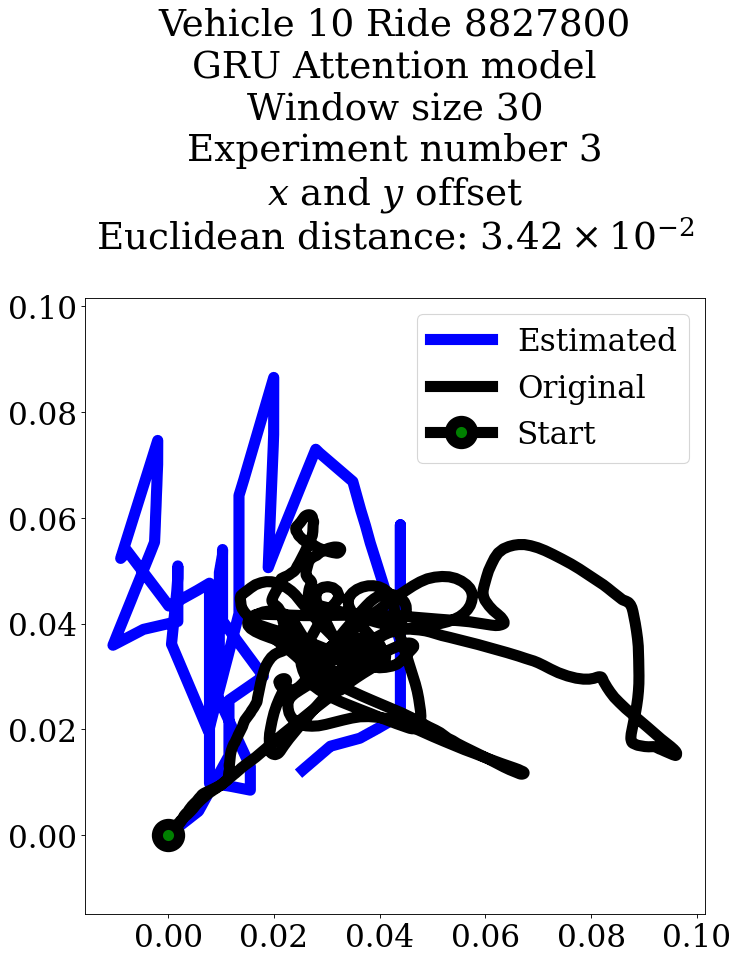 Vehicle 10 Ride 8827800
GRU Attention model
Window size 30
Experiment number 3
x and y offset
Euclidean distance: 3.42 × 10⁻²
Estimated
Original
Start
0.10
0.08
0.06
0.04
0.02
0.00
0.00 0.02 0.04 0.06 0.08 0.10